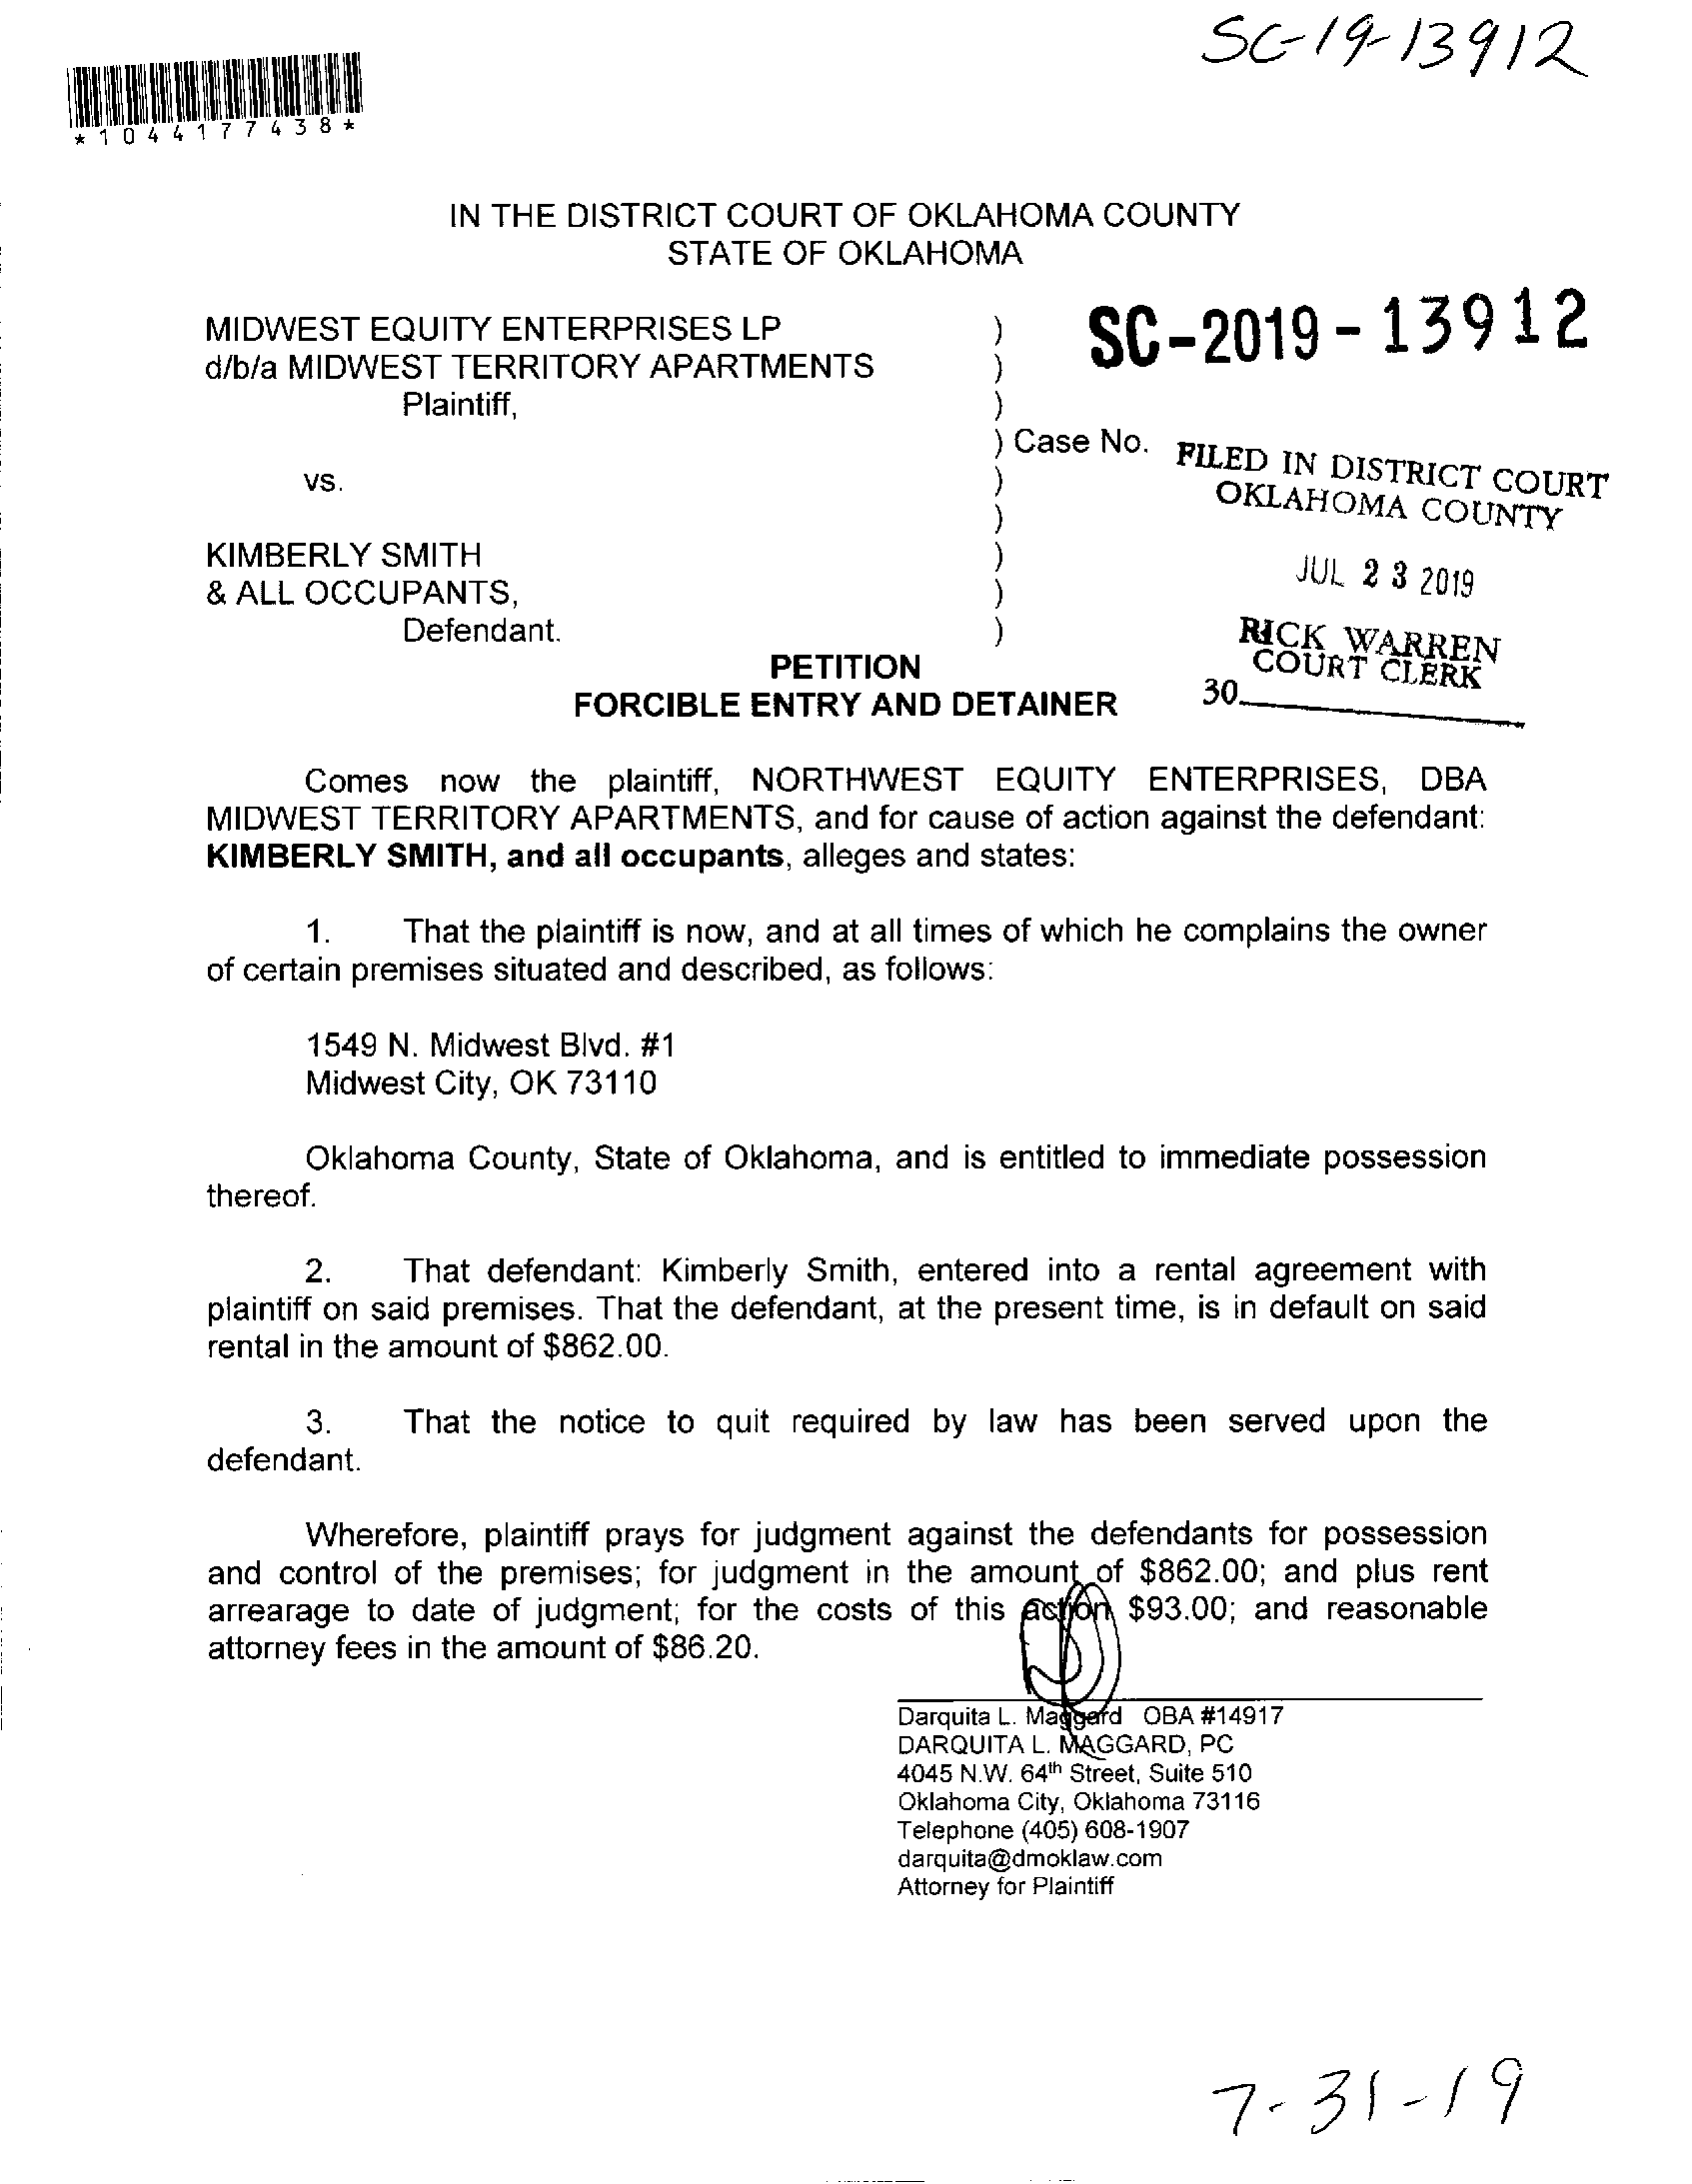 SC-19-13912
*1044177438*
IN THE DISTRICT COURT OF OKLAHOMA COUNTY
STATE OF OKLAHOMA
MIDWEST EQUITY ENTERPRISES LP )
d/b/a MIDWEST TERRITORY APARTMENTS )
Plaintiff, )
SC-2019-13912
) Case No.
vs. )
)
KIMBERLY SMITH )
& ALL OCCUPANTS, )
Defendant. )
FILED IN DISTRICT COURT
OKLAHOMA COUNTY
JUL 23 2019
RICK WARREN
COURT CLERK
30
PETITION
FORCIBLE ENTRY AND DETAINER
Comes now the plaintiff, NORTHWEST EQUITY ENTERPRISES, DBA
MIDWEST TERRITORY APARTMENTS, and for cause of action against the defendant:
KIMBERLY SMITH, and all occupants, alleges and states:
1. That the plaintiff is now, and at all times of which he complains the owner
of certain premises situated and described, as follows:
1549 N. Midwest Blvd. #1
Midwest City, OK 73110
Oklahoma County, State of Oklahoma, and is entitled to immediate possession
thereof.
2. That defendant: Kimberly Smith, entered into a rental agreement with
plaintiff on said premises. That the defendant, at the present time, is in default on said
rental in the amount of $862.00.
3. That the notice to quit required by law has been served upon the
defendant.
Wherefore, plaintiff prays for judgment against the defendants for possession
and control of the premises; for judgment in the amount of $862.00; and plus rent
arrearage to date of judgment; for the costs of this action $93.00; and reasonable
attorney fees in the amount of $86.20.
Darquita L. Maggard OBA #14917
DARQUITA L. MAGGARD, PC
4045 N.W. 64th Street, Suite 510
Oklahoma City, Oklahoma 73116
Telephone (405) 608-1907
darquita@dmoklaw.com
Attorney for Plaintiff
7-31-19